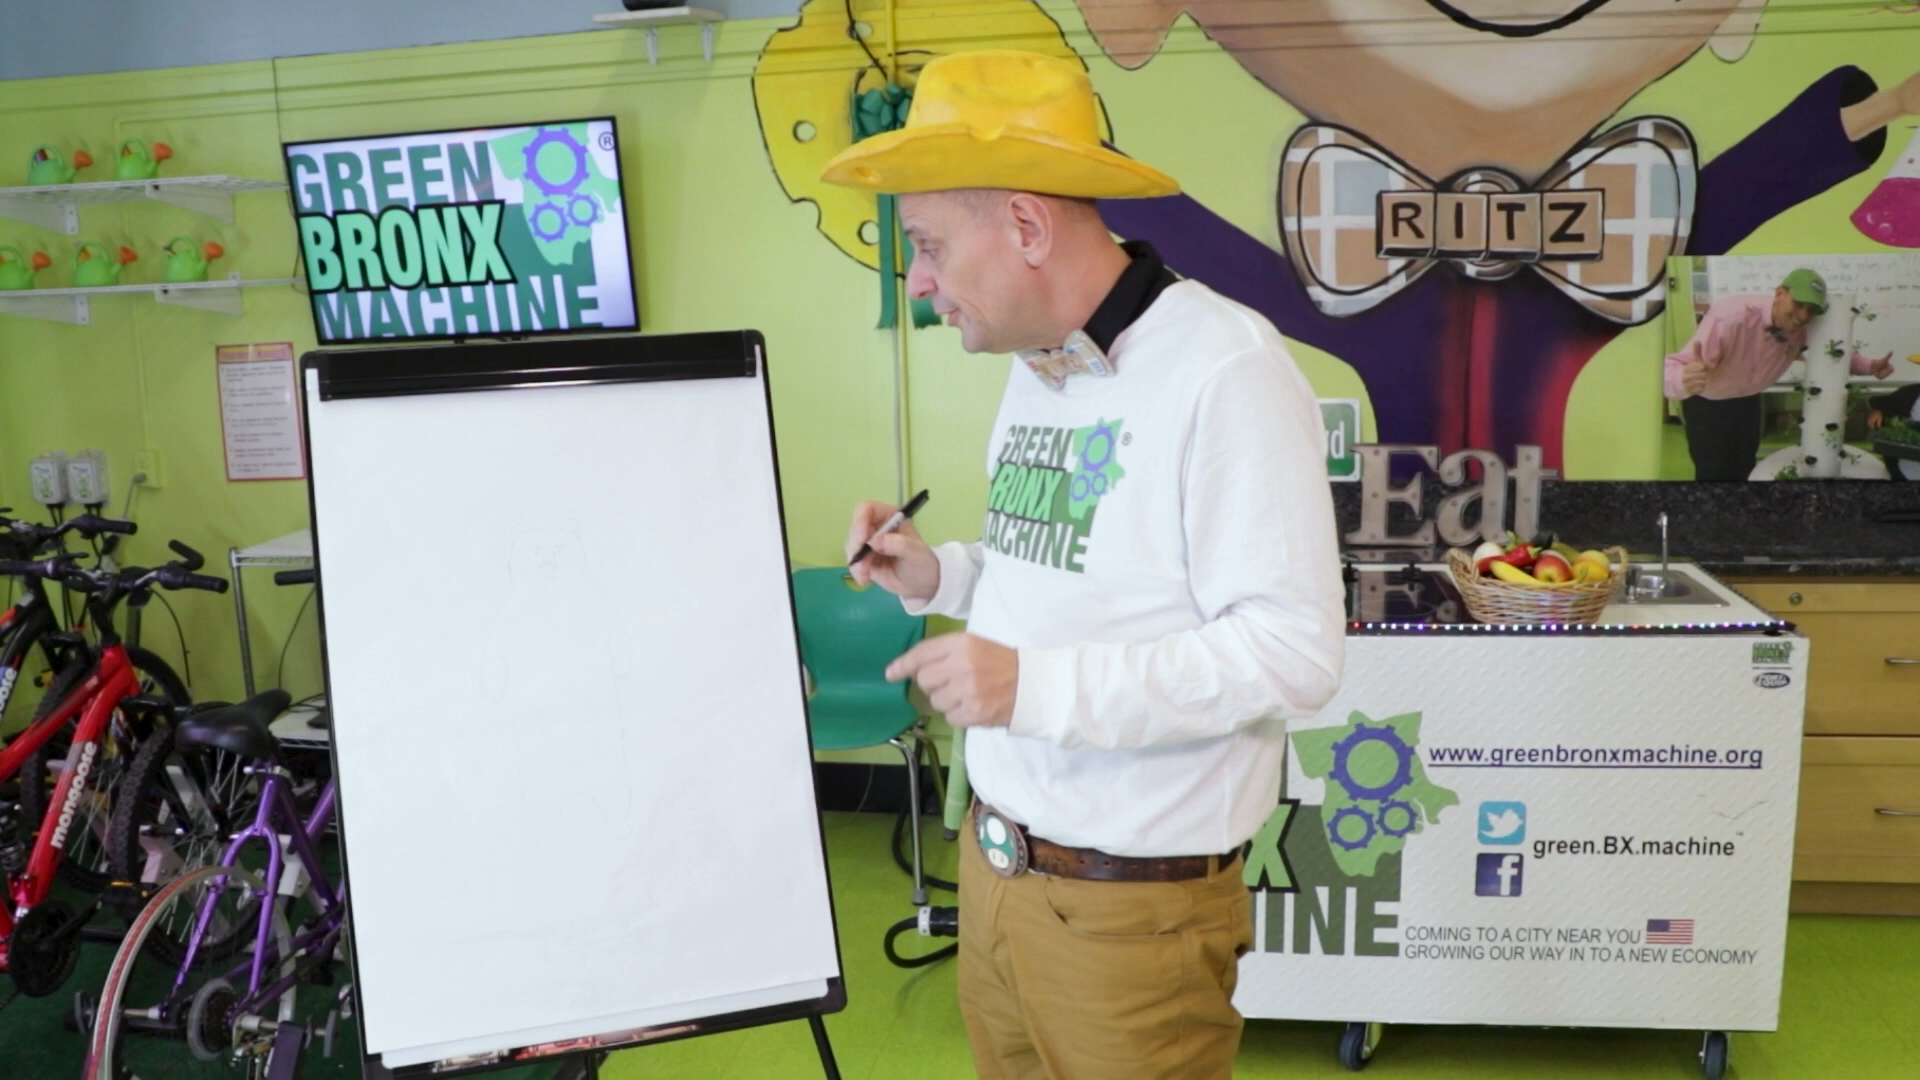 GREEN
BRONX
MACHINE
®
RITZ
GREEN
BRONX
MACHINE
®
Eat
mongoose
www.greenbronxmachine.org
green.BX.machine
f
X
INE
COMING TO A CITY NEAR YOU
GROWING OUR WAY IN TO A NEW ECONOMY